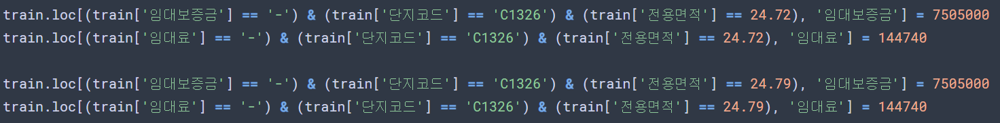 train.loc[(train['임대보증금'] == '-') & (train['단지코드'] == 'C1326') & (train['전용면적'] == 24.72), '임대보증금'] = 7505000
train.loc[(train['임대료'] == '-') & (train['단지코드'] == 'C1326') & (train['전용면적'] == 24.72), '임대료'] = 144740
train.loc[(train['임대보증금'] == '-') & (train['단지코드'] == 'C1326') & (train['전용면적'] == 24.79), '임대보증금'] = 7505000
train.loc[(train['임대료'] == '-') & (train['단지코드'] == 'C1326') & (train['전용면적'] == 24.79), '임대료'] = 144740